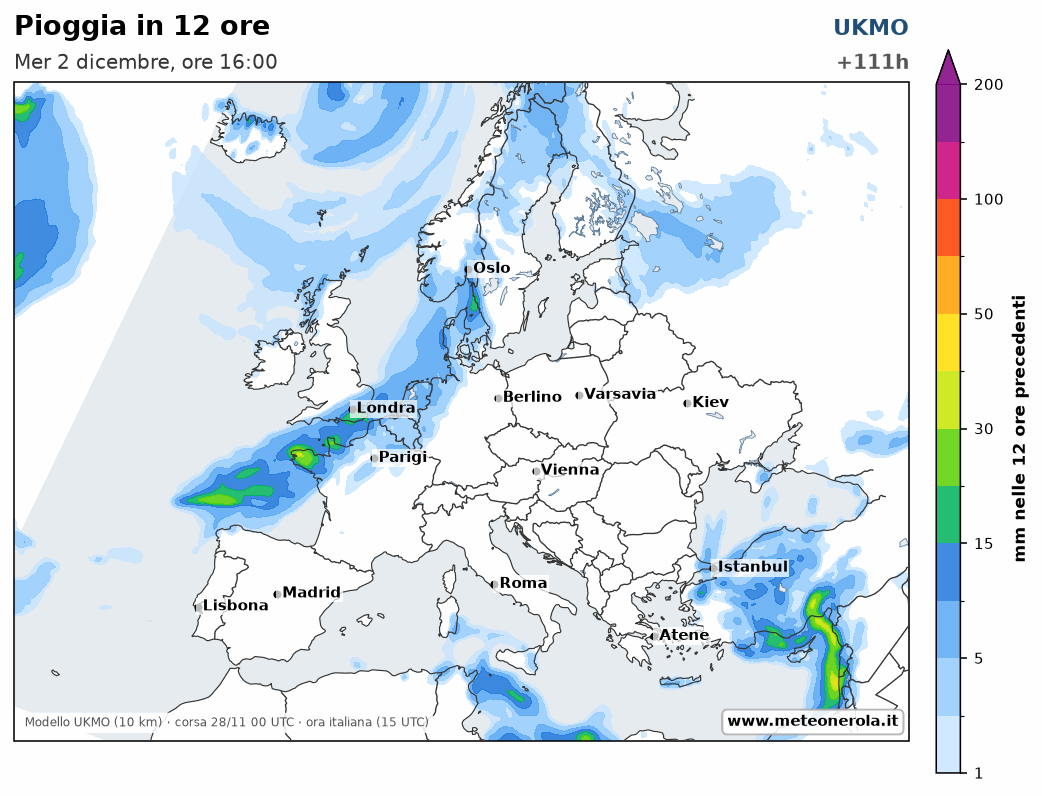 Pioggia in 12 ore
UKMO
Mer 2 dicembre, ore 16:00
+111h
200
100
50
30
15
5
1
mm nelle 12 ore precedenti
Oslo
Londra
Berlino
Varsavia
Kiev
Parigi
Vienna
Istanbul
Roma
Madrid
Lisbona
Atene
Modello UKMO (10 km) · corsa 28/11 00 UTC · ora italiana (15 UTC)
www.meteonerola.it